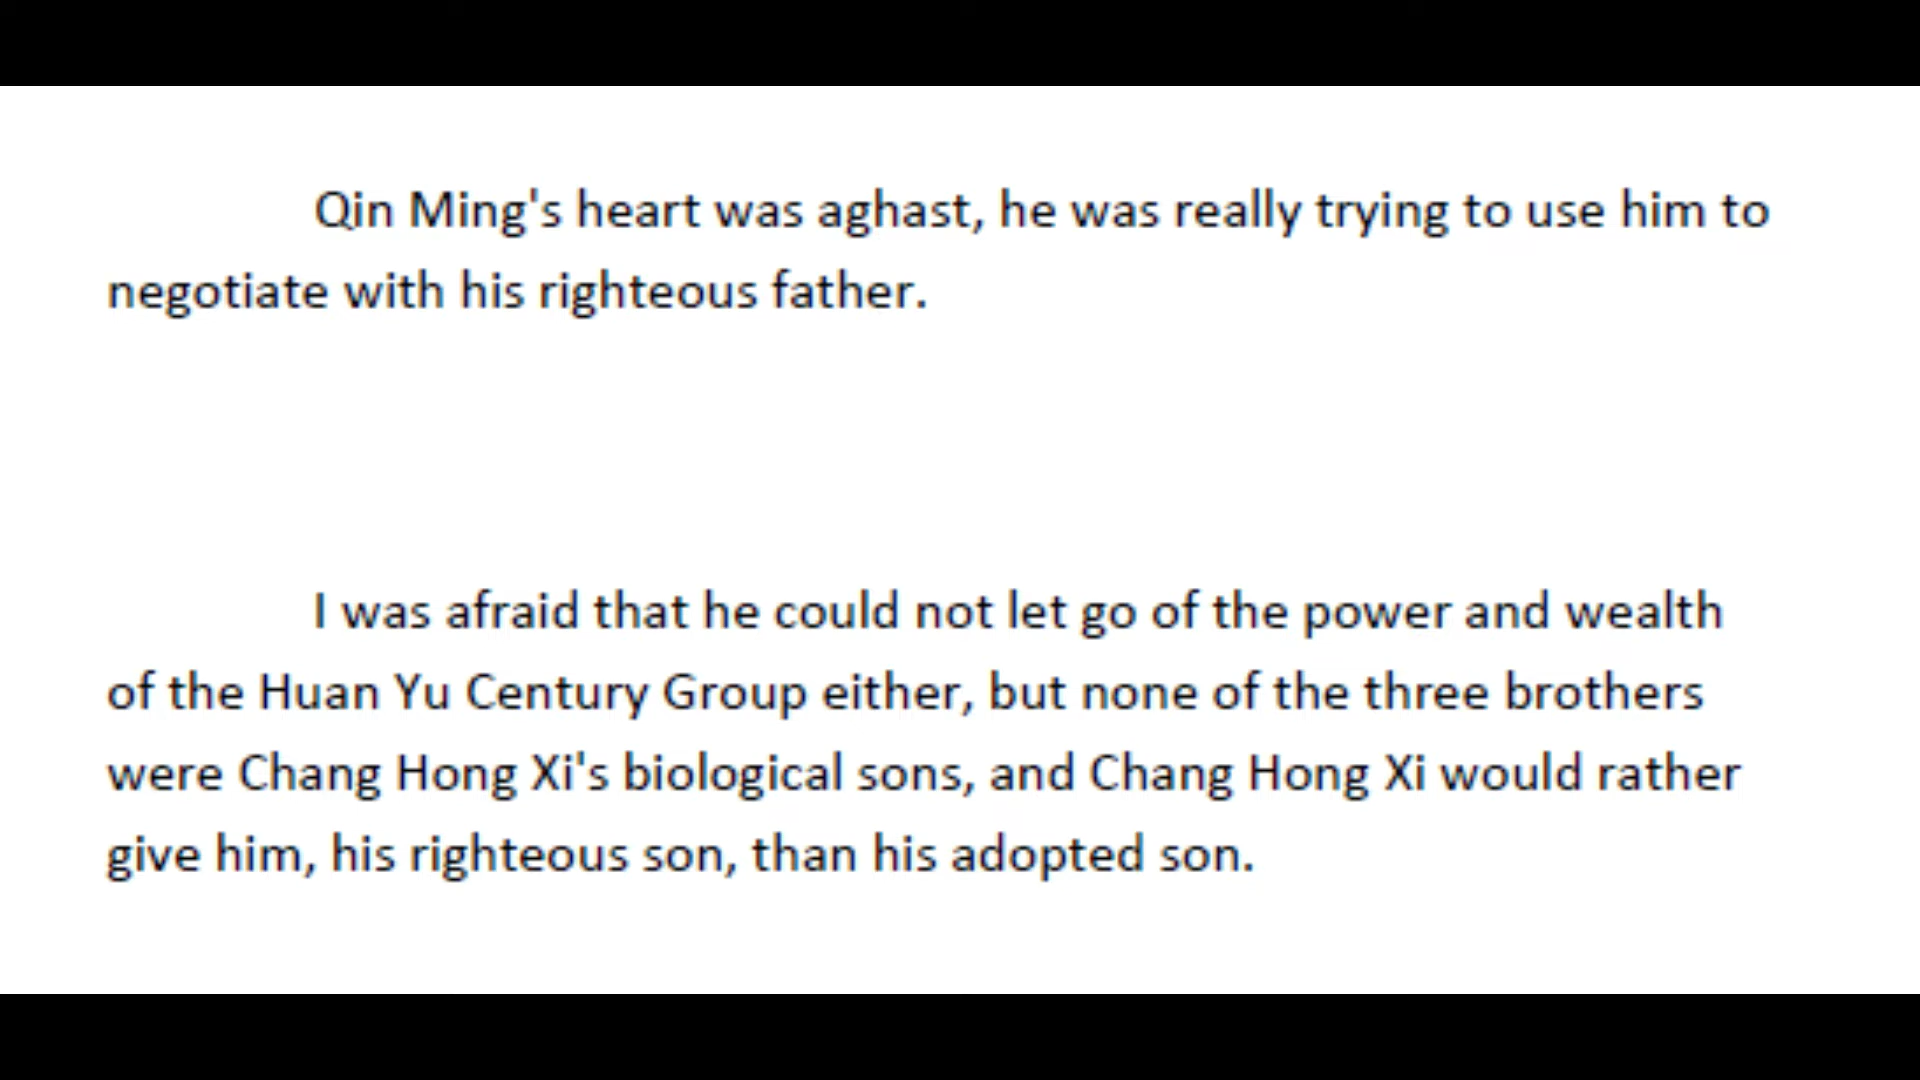 Qin Ming's heart was aghast, he was really trying to use him to
negotiate with his righteous father.
I was afraid that he could not let go of the power and wealth
of the Huan Yu Century Group either, but none of the three brothers
were Chang Hong Xi's biological sons, and Chang Hong Xi would rather
give him, his righteous son, than his adopted son.